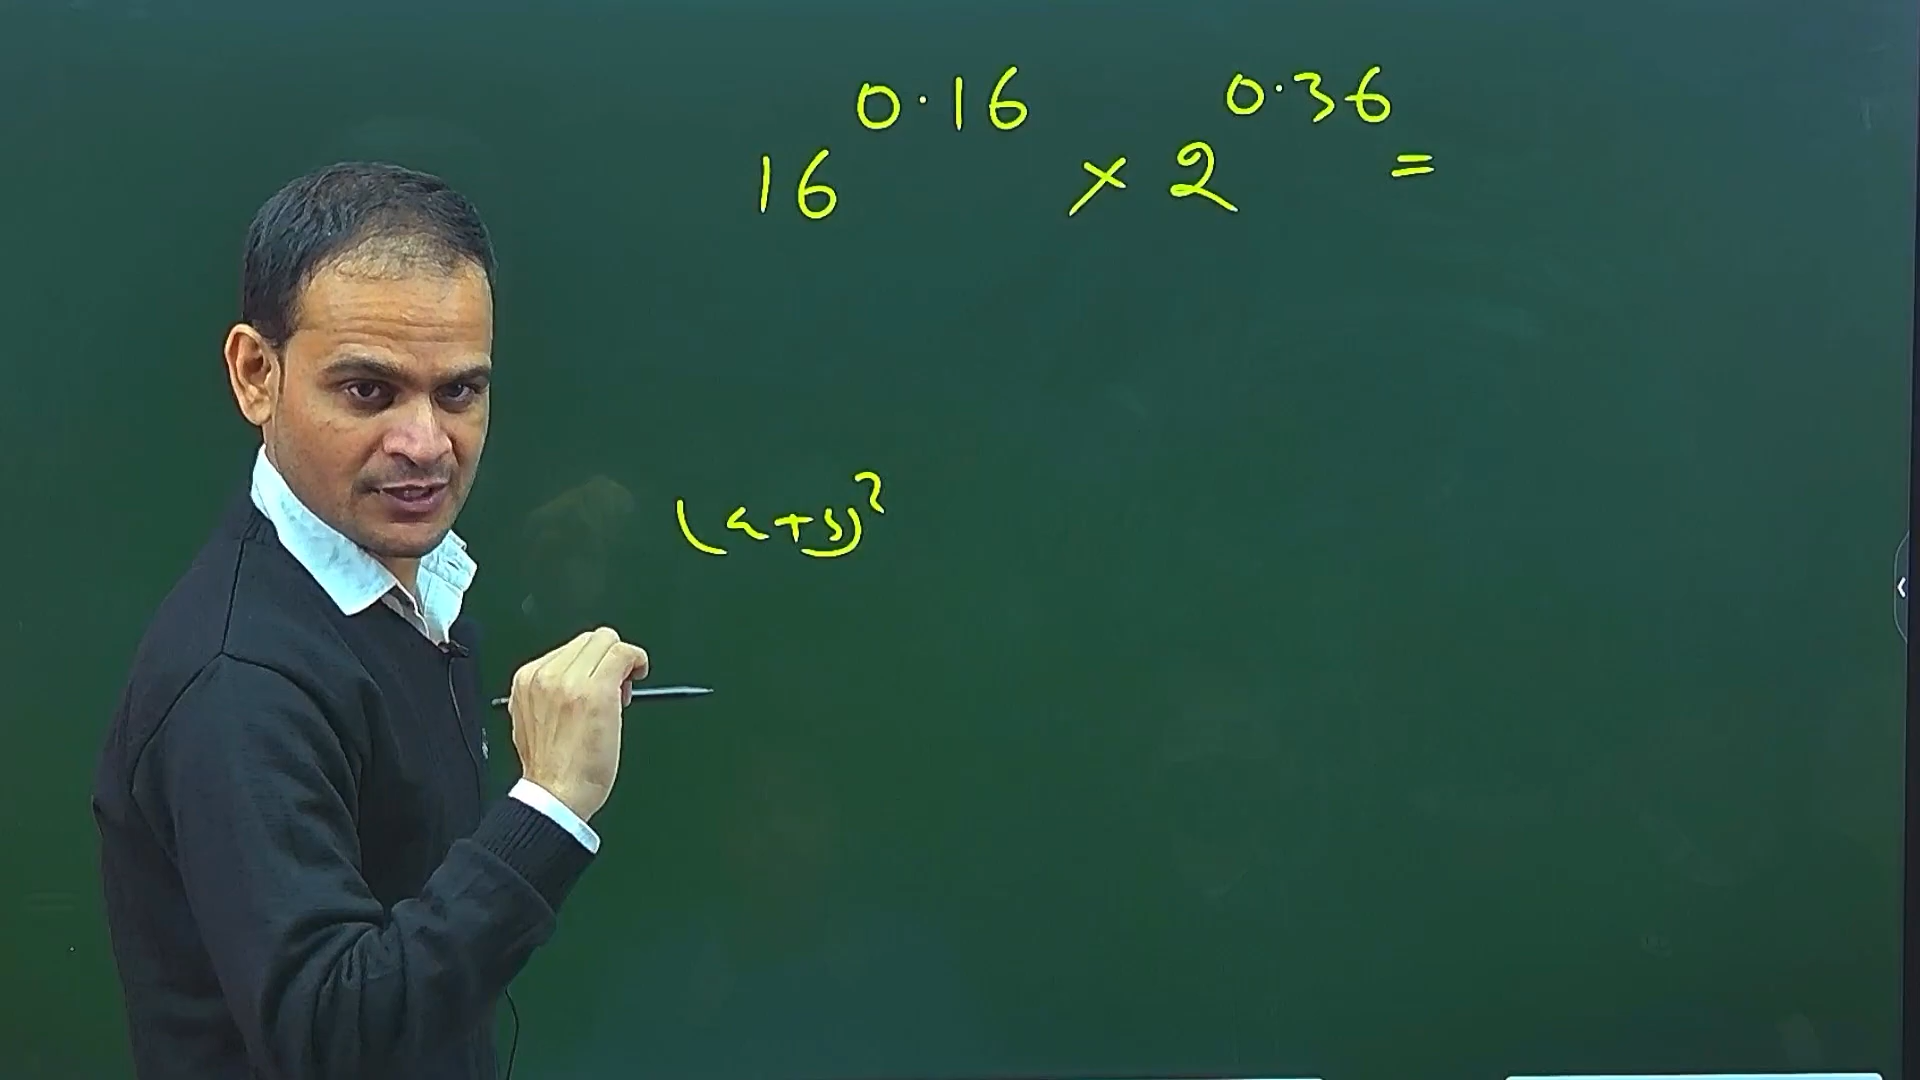 16^0.16 × 2^0.36 =
(a+b)²